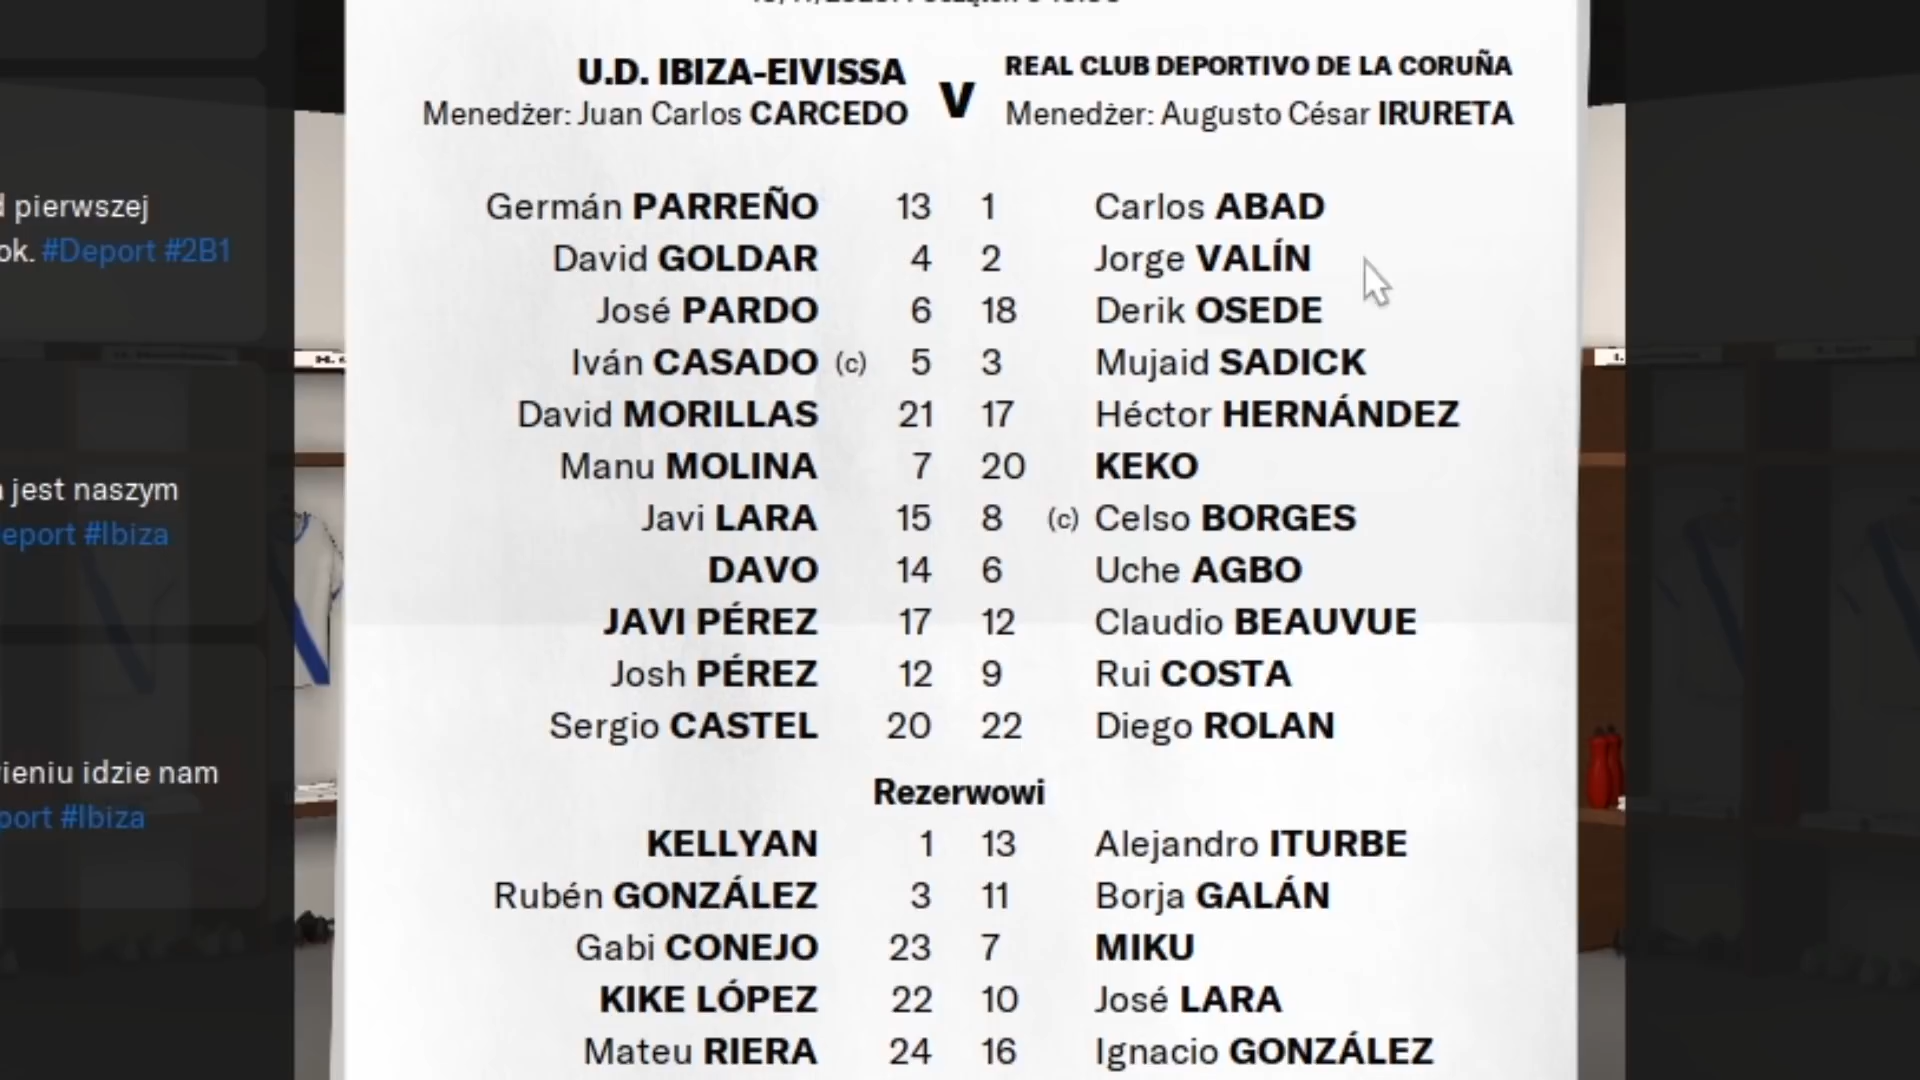 U.D. IBIZA-EIVISSA V REAL CLUB DEPORTIVO DE LA CORUÑA
Menedżer: Juan Carlos CARCEDO Menedżer: Augusto César IRURETA
Germán PARREÑO 13 1 Carlos ABAD
David GOLDAR 4 2 Jorge VALÍN
José PARDO 6 18 Derik OSEDE
Iván CASADO (c) 5 3 Mujaid SADICK
David MORILLAS 21 17 Héctor HERNÁNDEZ
Manu MOLINA 7 20 KEKO
Javi LARA 15 8 (c) Celso BORGES
DAVO 14 6 Uche AGBO
JAVI PÉREZ 17 12 Claudio BEAUVUE
Josh PÉREZ 12 9 Rui COSTA
Sergio CASTEL 20 22 Diego ROLAN
Rezerwowi
KELLYAN 1 13 Alejandro ITURBE
Rubén GONZÁLEZ 3 11 Borja GALÁN
Gabi CONEJO 23 7 MIKU
KIKE LÓPEZ 22 10 José LARA
Mateu RIERA 24 16 Ignacio GONZÁLEZ
pierwszej
ok. #Deport #2B1
jest naszym
eport #Ibiza
ieniu idzie nam
port #Ibiza